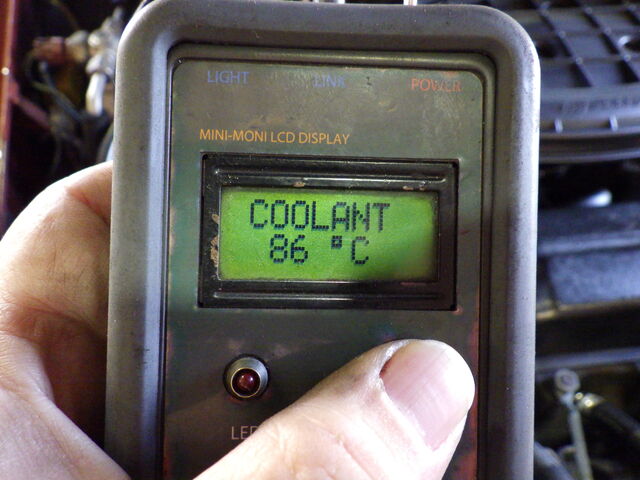 LIGHT LINK POWER
MINI-MONI LCD DISPLAY
COOLANT
86 °C